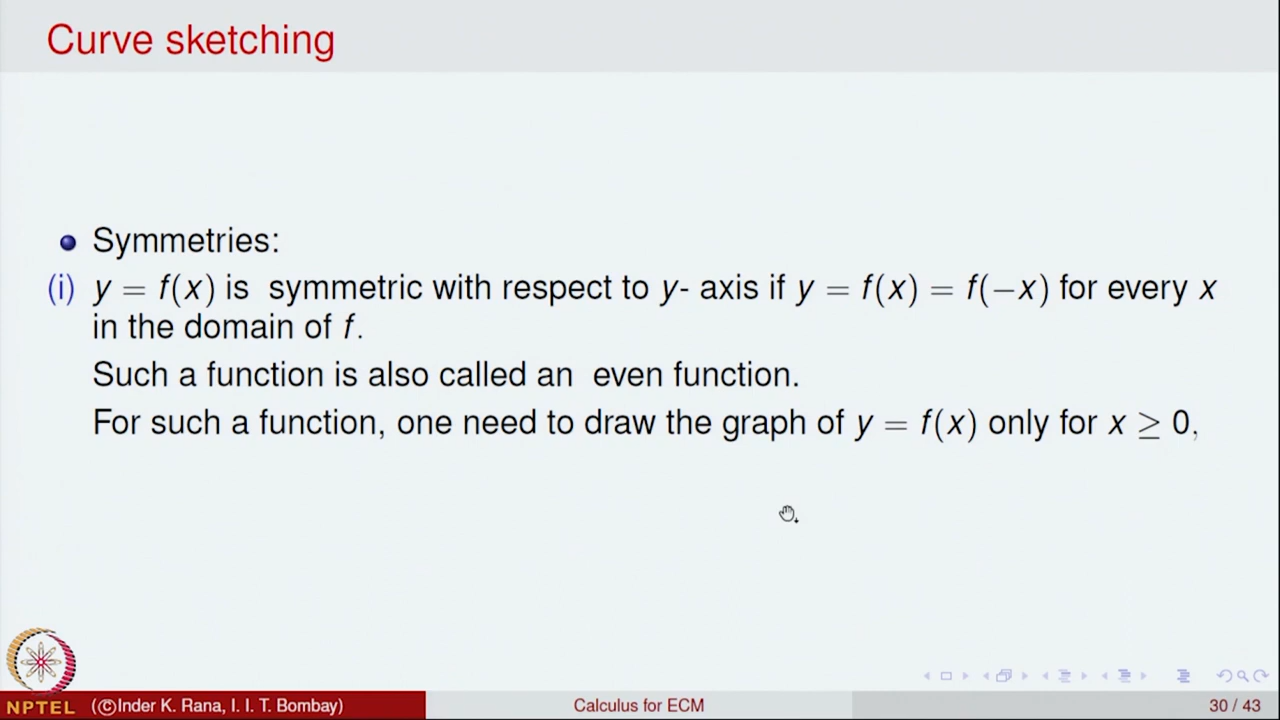 Curve sketching
Symmetries:
(i) y = f(x) is symmetric with respect to y- axis if y = f(x) = f(−x) for every x
in the domain of f.
Such a function is also called an even function.
For such a function, one need to draw the graph of y = f(x) only for x ≥ 0,
NPTEL
(©Inder K. Rana, I. I. T. Bombay)
Calculus for ECM
30 / 43